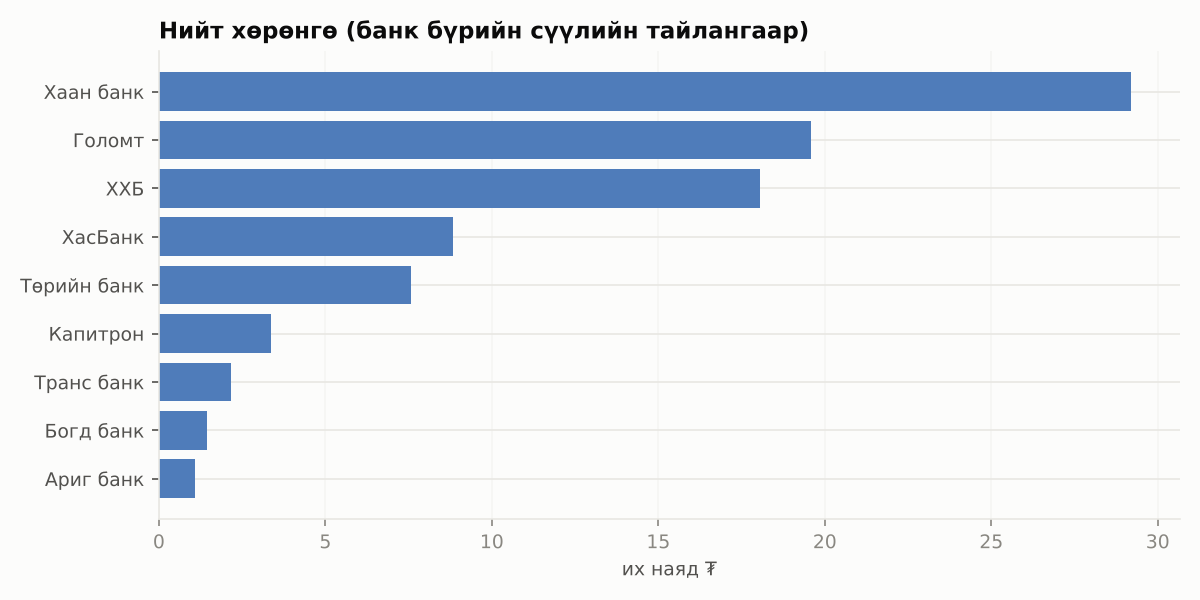 Нийт хөрөнгө (банк бүрийн сүүлийн тайлангаар)
Хаан банк
Голомт
ХХБ
ХасБанк
Төрийн банк
Капитрон
Транс банк
Богд банк
Ариг банк
0 5 10 15 20 25 30
их наяд ₮